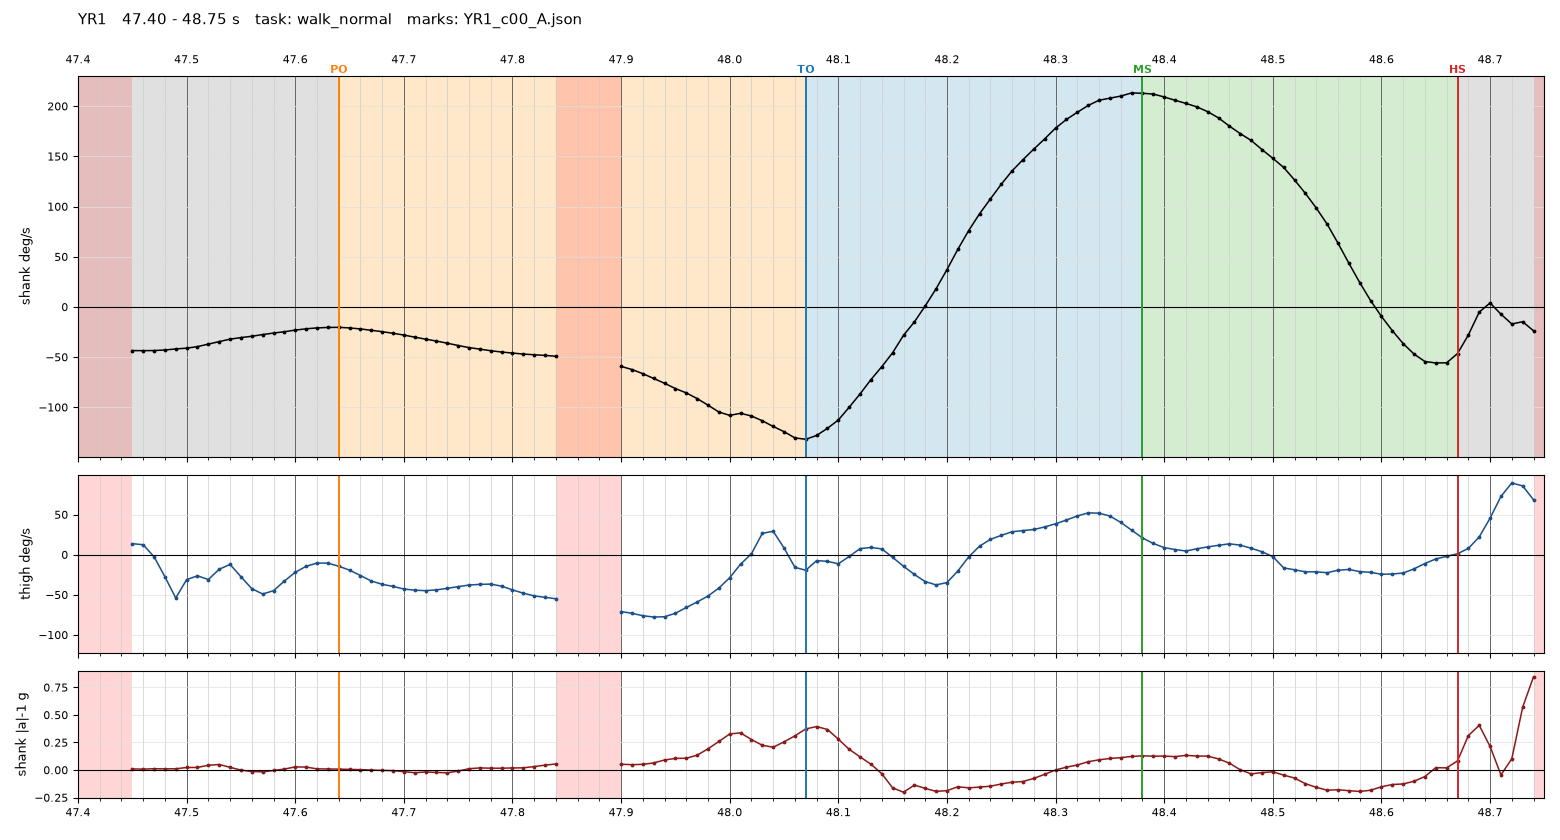 YR1   47.40 - 48.75 s   task: walk_normal   marks: YR1_c00_A.json
47.4 47.5 47.6 47.7 47.8 47.9 48.0 48.1 48.2 48.3 48.4 48.5 48.6 48.7
PO TO MS HS
shank deg/s
200
150
100
50
0
−50
−100
thigh deg/s
50
0
−50
−100
shank |a|-1 g
0.75
0.50
0.25
0.00
−0.25
47.4 47.5 47.6 47.7 47.8 47.9 48.0 48.1 48.2 48.3 48.4 48.5 48.6 48.7